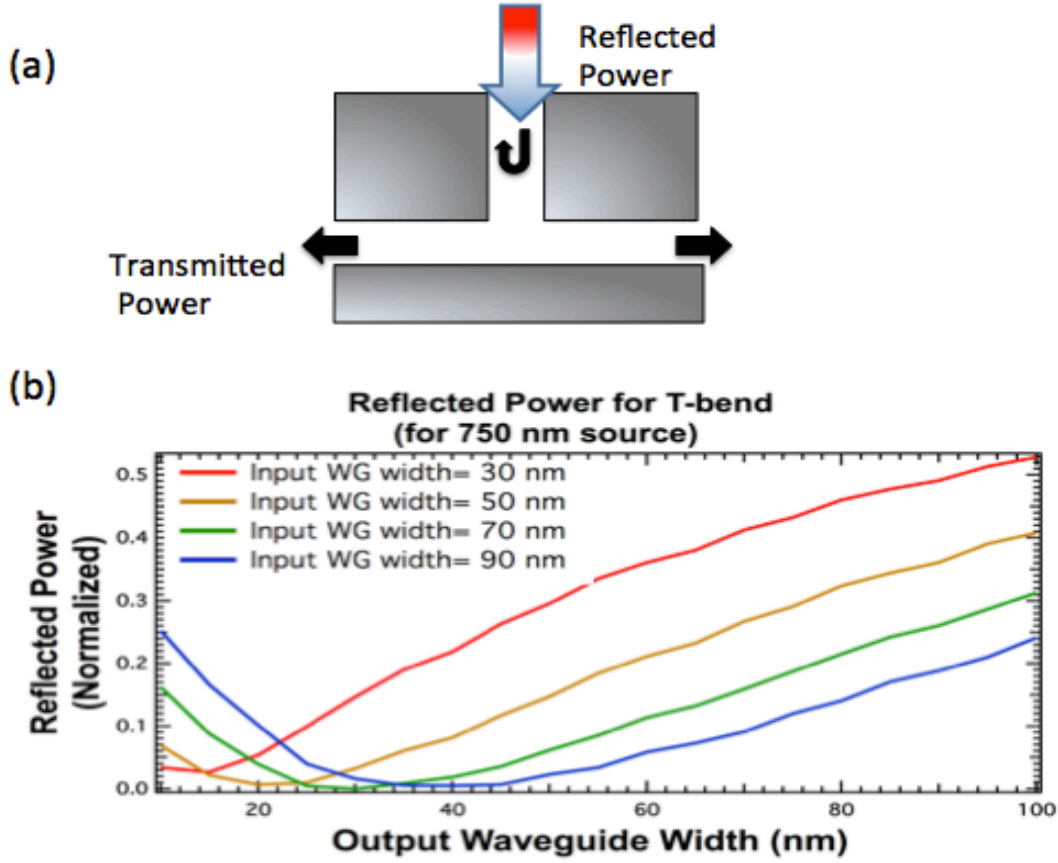 (a)
Reflected
Power
Transmitted
Power
(b)
Reflected Power for T-bend
(for 750 nm source)
Input WG width= 30 nm
Input WG width= 50 nm
Input WG width= 70 nm
Input WG width= 90 nm
Reflected Power
(Normalized)
0.5
0.4
0.3
0.2
0.1
0.0
20 40 60 80 100
Output Waveguide Width (nm)